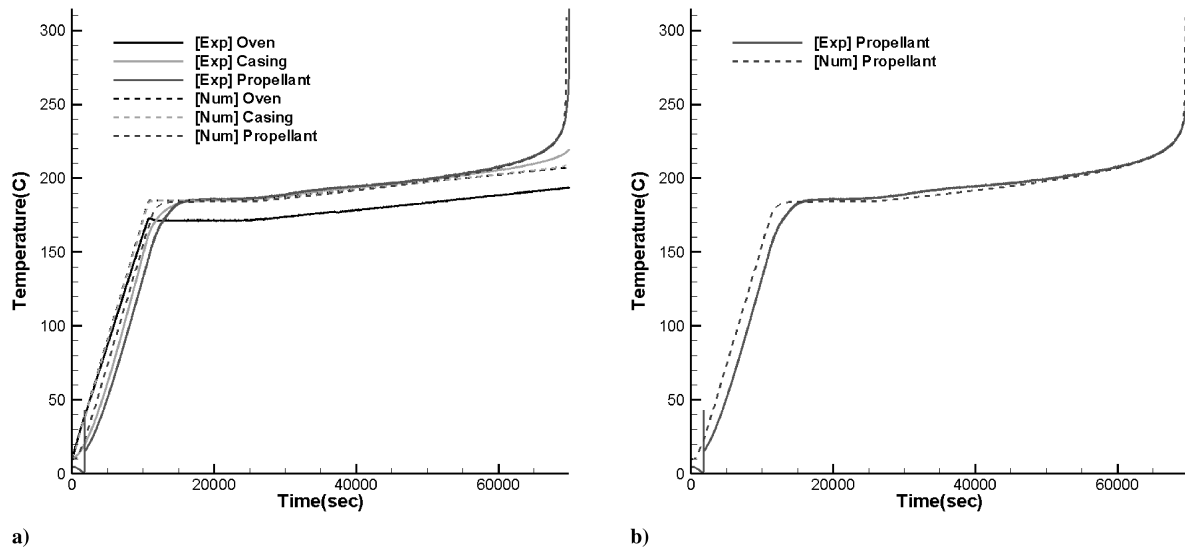 300
250
200
150
100
50
0
Temperature(C)
[Exp] Oven
[Exp] Casing
[Exp] Propellant
[Num] Oven
[Num] Casing
[Num] Propellant
0 20000 40000 60000
Time(sec)
a)
300
250
200
150
100
50
0
Temperature(C)
[Exp] Propellant
[Num] Propellant
0 20000 40000 60000
Time(sec)
b)